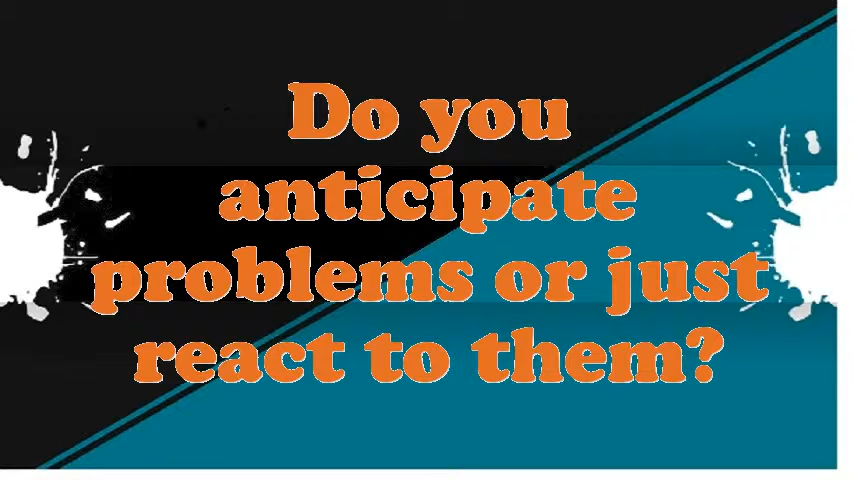 Do you
anticipate
problems or just
react to them?